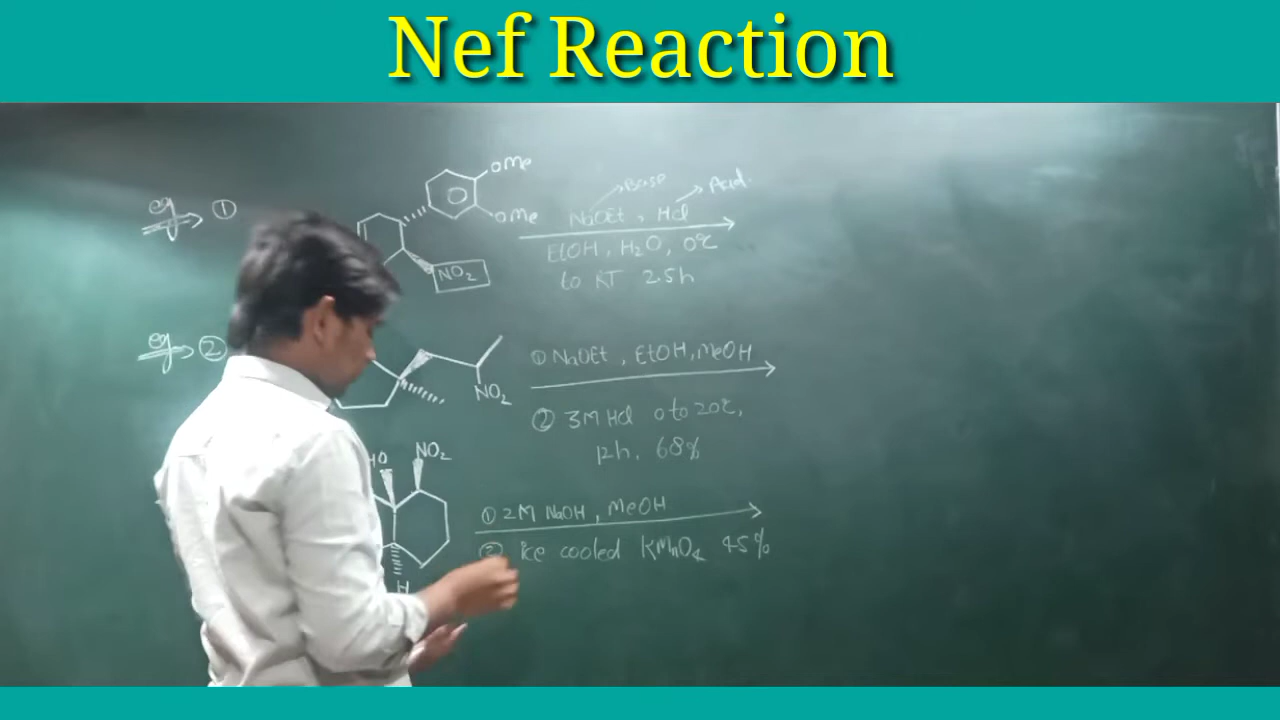 Nef Reaction
eg → ①
OMe
OMe
NO2
Base
Acid.
NaOEt, Hcl
EtOH, H2O, 0°C
to RT 2.5h
eg → ②
NO2
① NaOEt, EtOH, MeOH
② 3M Hcl 0 to 20°C,
12h, 68%
HO
NO2
H
① 2M NaOH, MeOH
② ice cooled KMnO4 45%